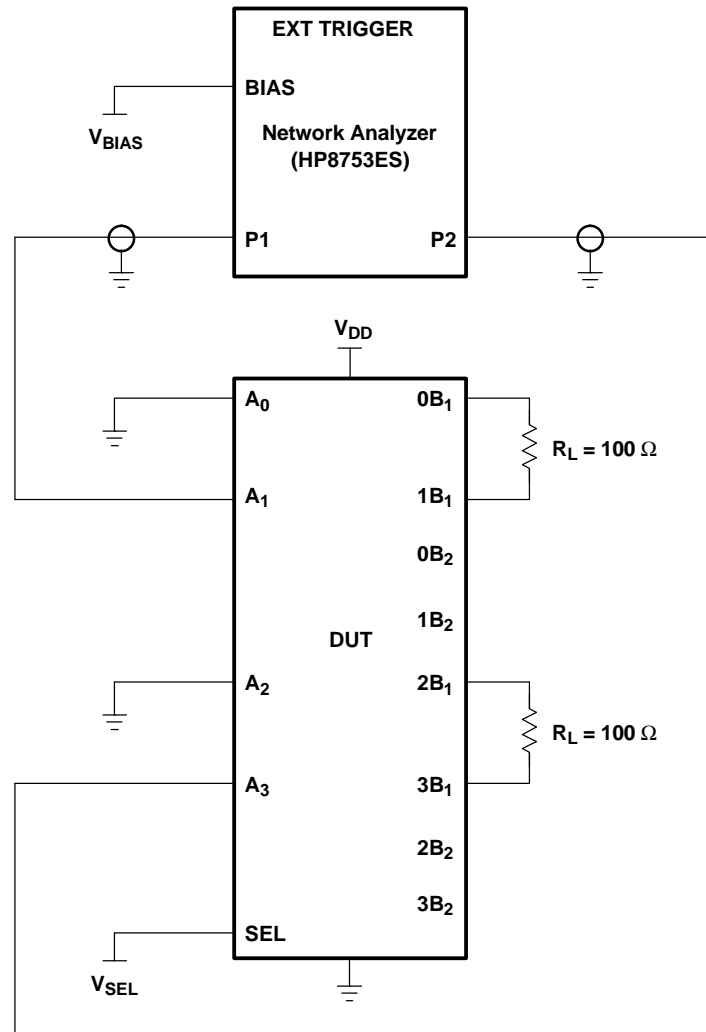 EXT TRIGGER
BIAS
V_BIAS
Network Analyzer
(HP8753ES)
P1
P2
V_DD
A_0
0B_1
R_L = 100 Ω
A_1
1B_1
0B_2
1B_2
DUT
A_2
2B_1
R_L = 100 Ω
A_3
3B_1
2B_2
3B_2
SEL
V_SEL